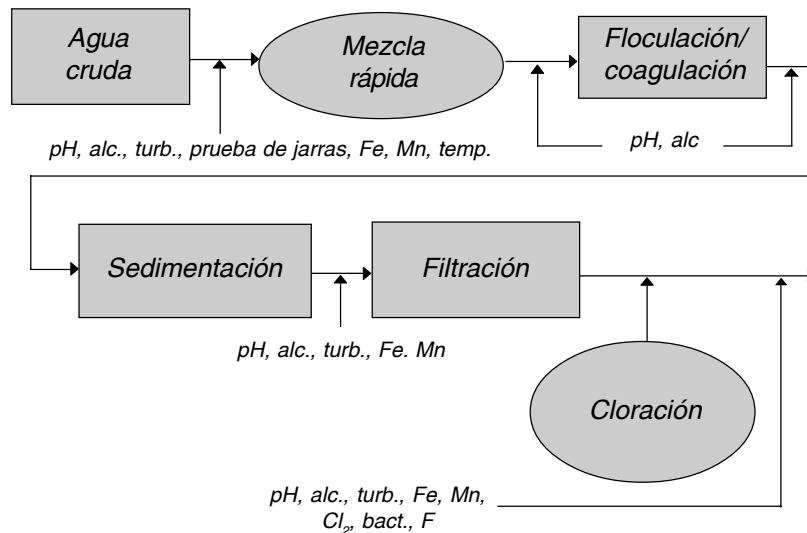 Agua
cruda
Mezcla
rápida
Floculación/
coagulación
pH, alc., turb., prueba de jarras, Fe, Mn, temp.
pH, alc
Sedimentación
Filtración
pH, alc., turb., Fe. Mn
Cloración
pH, alc., turb., Fe, Mn,
Cl₂, bact., F